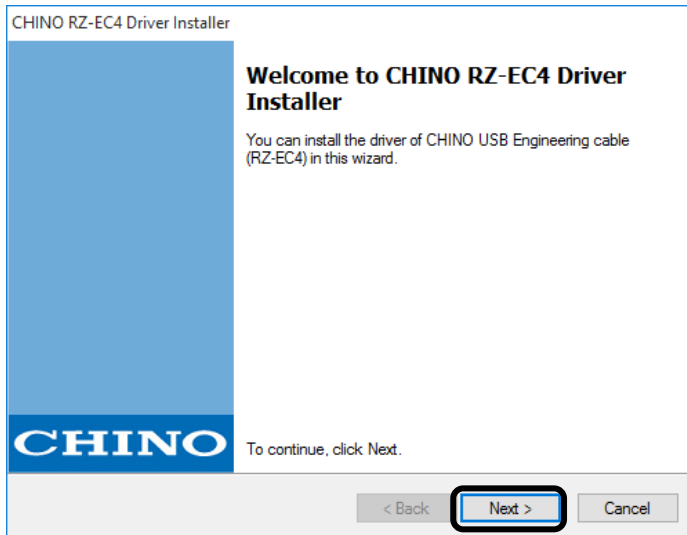 CHINO RZ-EC4 Driver Installer
Welcome to CHINO RZ-EC4 Driver
Installer
You can install the driver of CHINO USB Engineering cable
(RZ-EC4) in this wizard.
CHINO
To continue, click Next.
< Back
Next >
Cancel